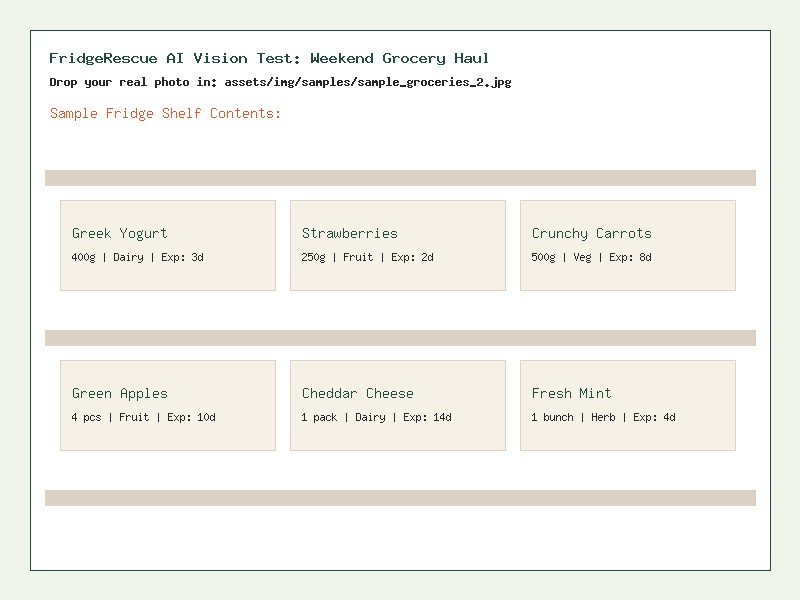 FridgeRescue AI Vision Test: Weekend Grocery Haul
Drop your real photo in: assets/img/samples/sample_groceries_2.jpg
Sample Fridge Shelf Contents:
Greek Yogurt
400g | Dairy | Exp: 3d
Strawberries
250g | Fruit | Exp: 2d
Crunchy Carrots
500g | Veg | Exp: 8d
Green Apples
4 pcs | Fruit | Exp: 10d
Cheddar Cheese
1 pack | Dairy | Exp: 14d
Fresh Mint
1 bunch | Herb | Exp: 4d